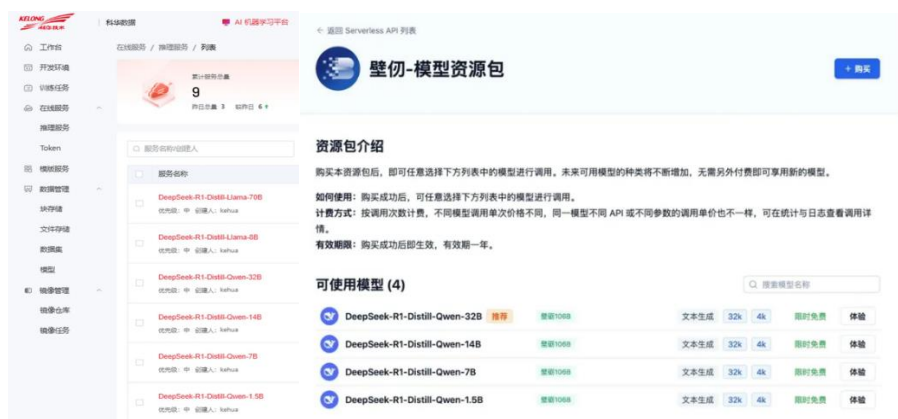 KELONG
科华技术
科华数据
AI 机器学习平台
工作台
开发环境
训练任务
在线服务
推理服务
Token
模版服务
数据管理
块存储
文件存储
数据集
模型
镜像管理
镜像仓库
镜像任务
在线服务 / 推理服务 / 列表
累计服务总量
9
昨日总量 3 较昨日 6
服务名称/创建人
服务名称
DeepSeek-R1-Distill-Llama-70B
优先级: 中 创建人: kehua
DeepSeek-R1-Distill-Llama-8B
优先级: 中 创建人: kehua
DeepSeek-R1-Distill-Qwen-32B
优先级: 中 创建人: kehua
DeepSeek-R1-Distill-Qwen-14B
优先级: 中 创建人: kehua
DeepSeek-R1-Distill-Qwen-7B
优先级: 中 创建人: kehua
DeepSeek-R1-Distill-Qwen-1.5B
优先级: 中 创建人: kehua
← 返回 Serverless API 列表
壁仞-模型资源包
+ 购买
资源包介绍
购买本资源包后，即可任意选择下方列表中的模型进行调用。未来可用模型的种类将不断增加，无需另外付费即可享用新的模型。
如何使用：购买成功后，可任意选择下方列表中的模型进行调用。
计费方式：按调用次数计费，不同模型调用单次价格不同，同一模型不同 API 或不同参数的调用单价也不一样，可在统计与日志查看调用详
情。
有效期限：购买成功后即生效，有效期一年。
可使用模型 (4)
搜索模型名称
DeepSeek-R1-Distill-Qwen-32B 推荐 壁砺106B 文本生成 32k 4k 限时免费 体验
DeepSeek-R1-Distill-Qwen-14B 壁砺106B 文本生成 32k 4k 限时免费 体验
DeepSeek-R1-Distill-Qwen-7B 壁砺106B 文本生成 32k 4k 限时免费 体验
DeepSeek-R1-Distill-Qwen-1.5B 壁砺106B 文本生成 32k 4k 限时免费 体验